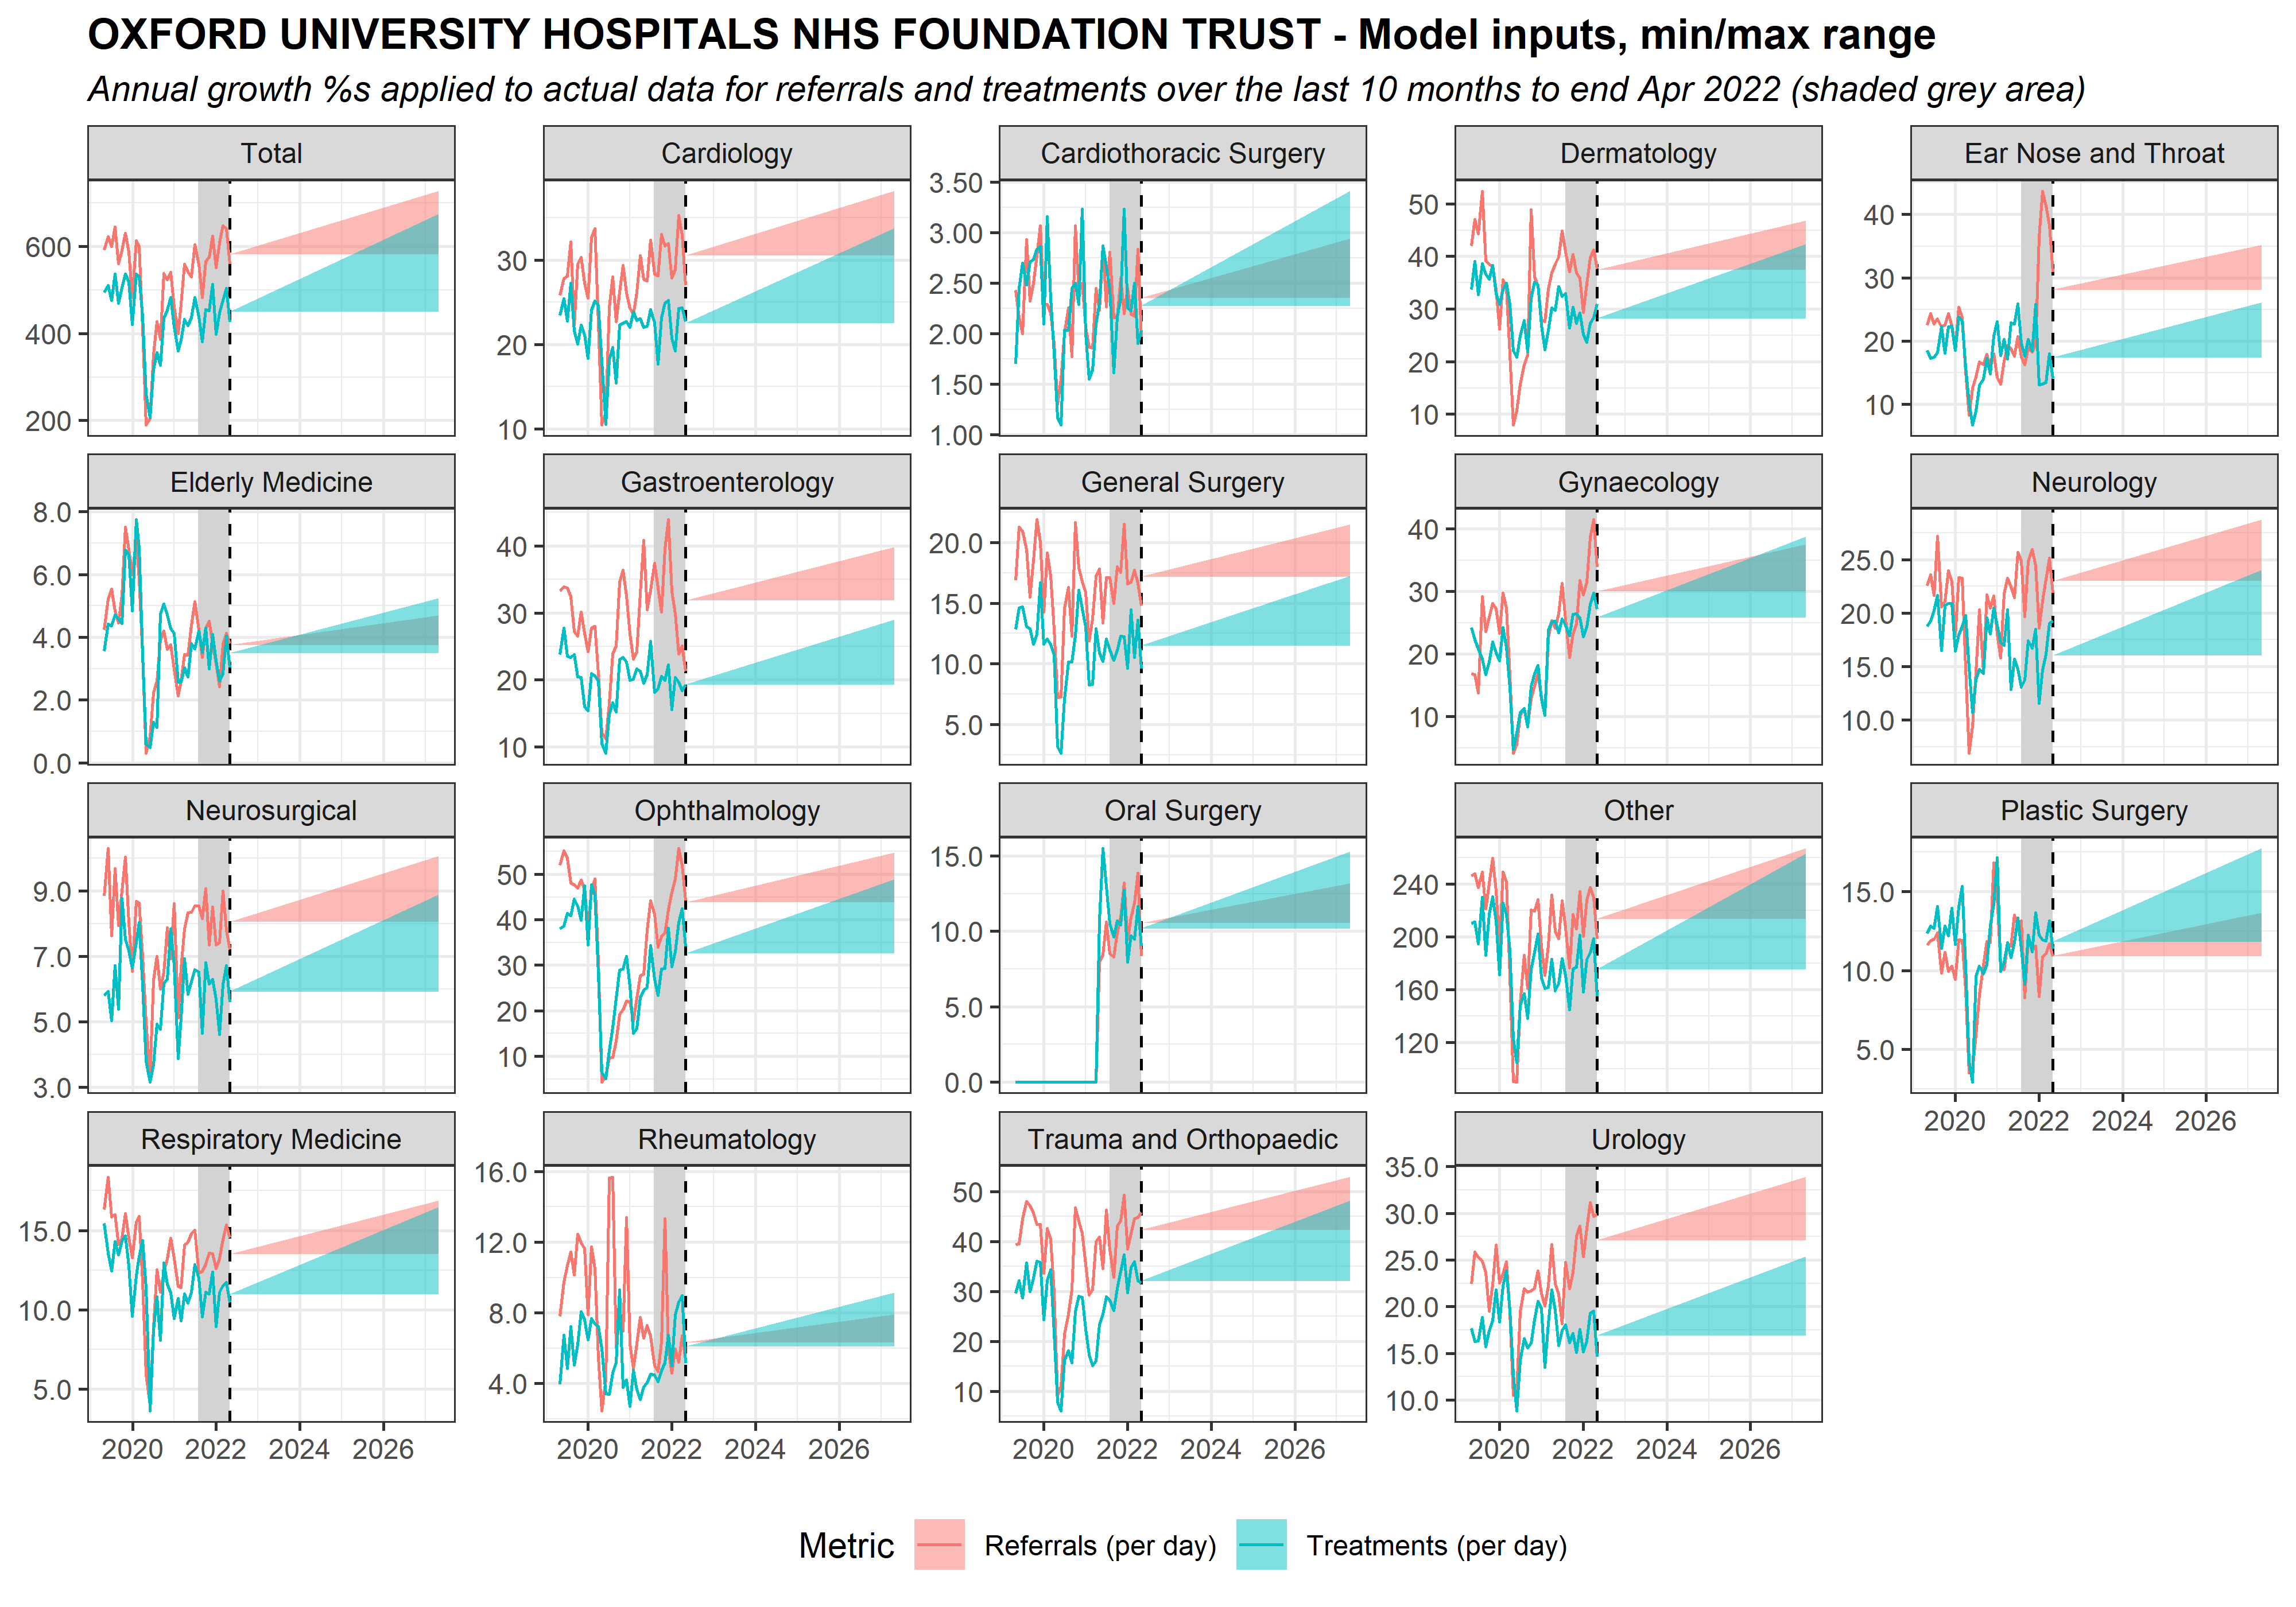 OXFORD UNIVERSITY HOSPITALS NHS FOUNDATION TRUST - Model inputs, min/max range
Annual growth %s applied to actual data for referrals and treatments over the last 10 months to end Apr 2022 (shaded grey area)
Total
Cardiology
Cardiothoracic Surgery
Dermatology
Ear Nose and Throat
600
400
200
30
20
10
3.50
3.00
2.50
2.00
1.50
1.00
50
40
30
20
10
40
30
20
10
Elderly Medicine
Gastroenterology
General Surgery
Gynaecology
Neurology
8.0
6.0
4.0
2.0
0.0
40
30
20
10
20.0
15.0
10.0
5.0
40
30
20
10
25.0
20.0
15.0
10.0
Neurosurgical
Ophthalmology
Oral Surgery
Other
Plastic Surgery
9.0
7.0
5.0
3.0
50
40
30
20
10
15.0
10.0
5.0
0.0
240
200
160
120
15.0
10.0
5.0
2020 2022 2024 2026
Respiratory Medicine
Rheumatology
Trauma and Orthopaedic
Urology
15.0
10.0
5.0
16.0
12.0
8.0
4.0
50
40
30
20
10
35.0
30.0
25.0
20.0
15.0
10.0
2020 2022 2024 2026
2020 2022 2024 2026
2020 2022 2024 2026
2020 2022 2024 2026
Metric Referrals (per day) Treatments (per day)